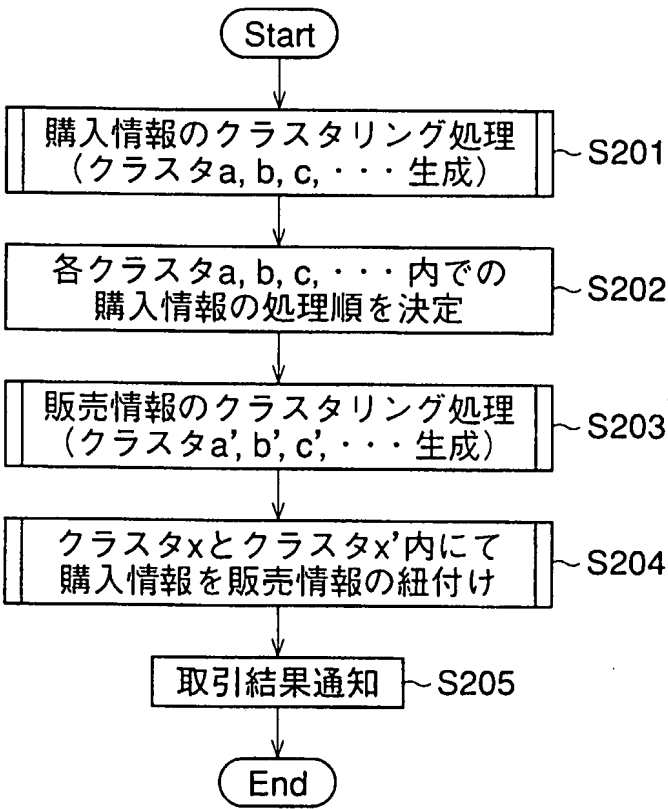 Start
購入情報のクラスタリング処理
（クラスタa, b, c, ・・・ 生成）
S201
各クラスタa, b, c, ・・・ 内での
購入情報の処理順を決定
S202
販売情報のクラスタリング処理
（クラスタa', b', c', ・・・ 生成）
S203
クラスタxとクラスタx'内にて
購入情報を販売情報の紐付け
S204
取引結果通知
S205
End